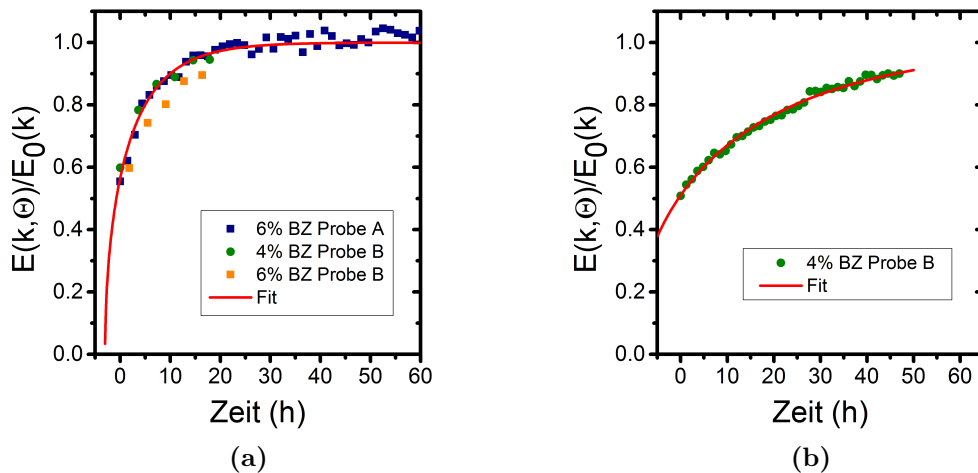 E(k,Θ)/E0(k)
1.0
0.8
0.6
0.4
0.2
0.0
6% BZ Probe A
4% BZ Probe B
6% BZ Probe B
Fit
0 10 20 30 40 50 60
Zeit (h)
(a)
E(k,Θ)/E0(k)
1.0
0.8
0.6
0.4
0.2
0.0
4% BZ Probe B
Fit
0 10 20 30 40 50 60
Zeit (h)
(b)